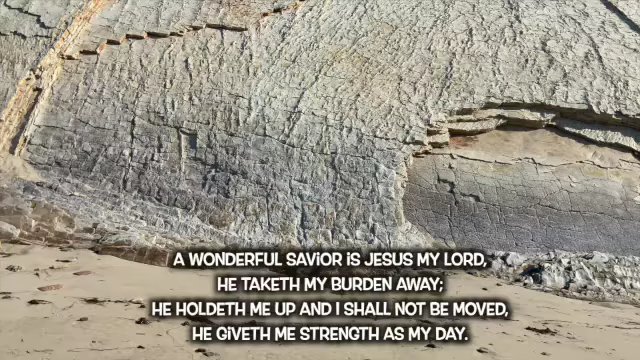 A WONDERFUL SAVIOR IS JESUS MY LORD,
HE TAKETH MY BURDEN AWAY;
HE HOLDETH ME UP AND I SHALL NOT BE MOVED,
HE GIVETH ME STRENGTH AS MY DAY.